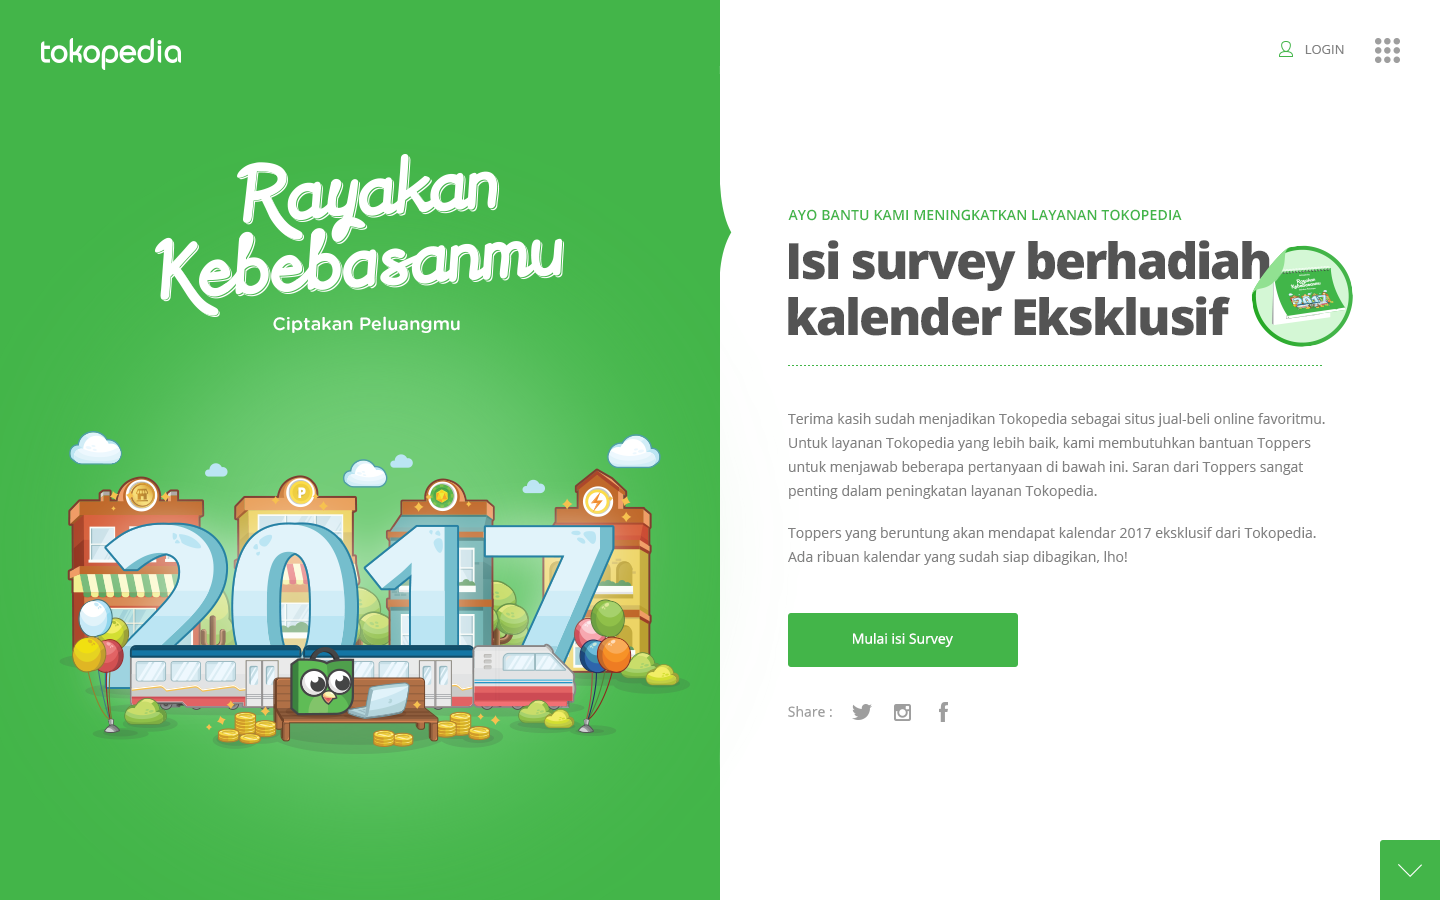 tokopedia
LOGIN
Rayakan
Kebebasanmu
Ciptakan Peluangmu
P
2017
AYO BANTU KAMI MENINGKATKAN LAYANAN TOKOPEDIA
Isi survey berhadiah
kalender Eksklusif
Rayakan
Kebebasanmu
2017
Terima kasih sudah menjadikan Tokopedia sebagai situs jual-beli online favoritmu.
Untuk layanan Tokopedia yang lebih baik, kami membutuhkan bantuan Toppers
untuk menjawab beberapa pertanyaan di bawah ini. Saran dari Toppers sangat
penting dalam peningkatan layanan Tokopedia.
Toppers yang beruntung akan mendapat kalendar 2017 eksklusif dari Tokopedia.
Ada ribuan kalendar yang sudah siap dibagikan, lho!
Mulai isi Survey
Share :